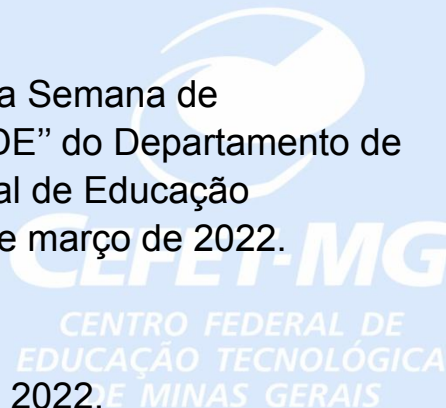 a Semana de
DE” do Departamento de
al de Educação
e março de 2022.
CEFET-MG
CENTRO FEDERAL DE
EDUCAÇÃO TECNOLÓGICA
2022.
DE MINAS GERAIS